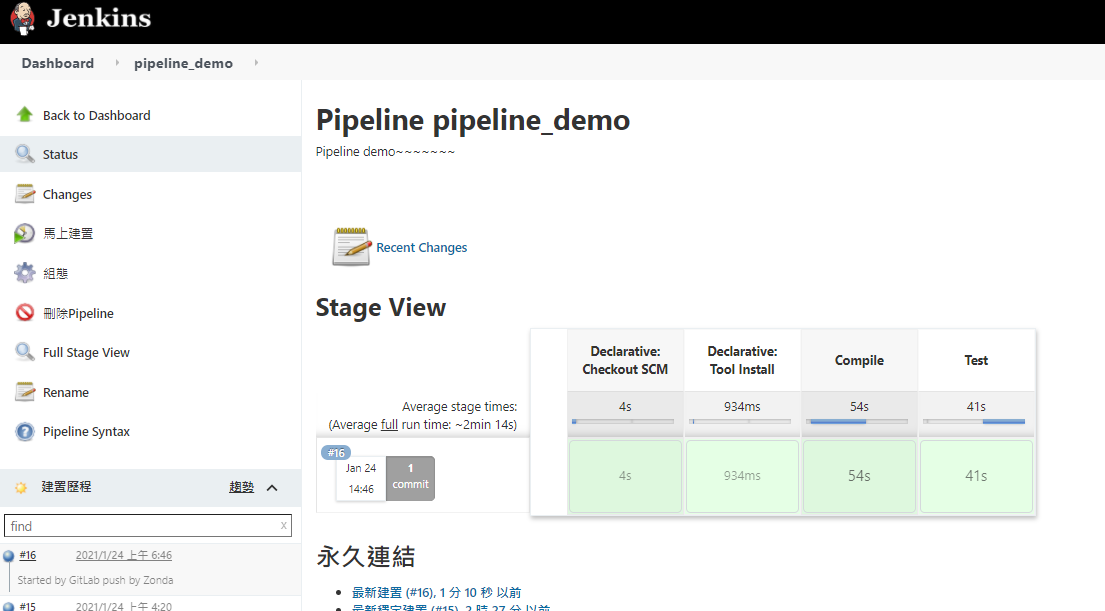 Jenkins
Dashboard
pipeline_demo
Back to Dashboard
Status
Changes
馬上建置
組態
刪除Pipeline
Full Stage View
Rename
Pipeline Syntax
建置歷程
趨勢
find
x
#16
2021/1/24 上午 6:46
Started by GitLab push by Zonda
#15
2021/1/24 上午 4:20
Pipeline pipeline_demo
Pipeline demo~~~~~~~
Recent Changes
Stage View
Declarative:
Checkout SCM
Declarative:
Tool Install
Compile
Test
Average stage times:
(Average full run time: ~2min 14s)
4s
934ms
54s
41s
#16
Jan 24
14:46
1
commit
4s
934ms
54s
41s
永久連結
最新建置 (#16), 1 分 10 秒 以前
最新穩定建置 (#15), 2 時 27 分 以前